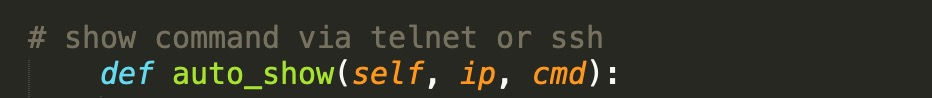 # show command via telnet or ssh
def auto_show(self, ip, cmd):